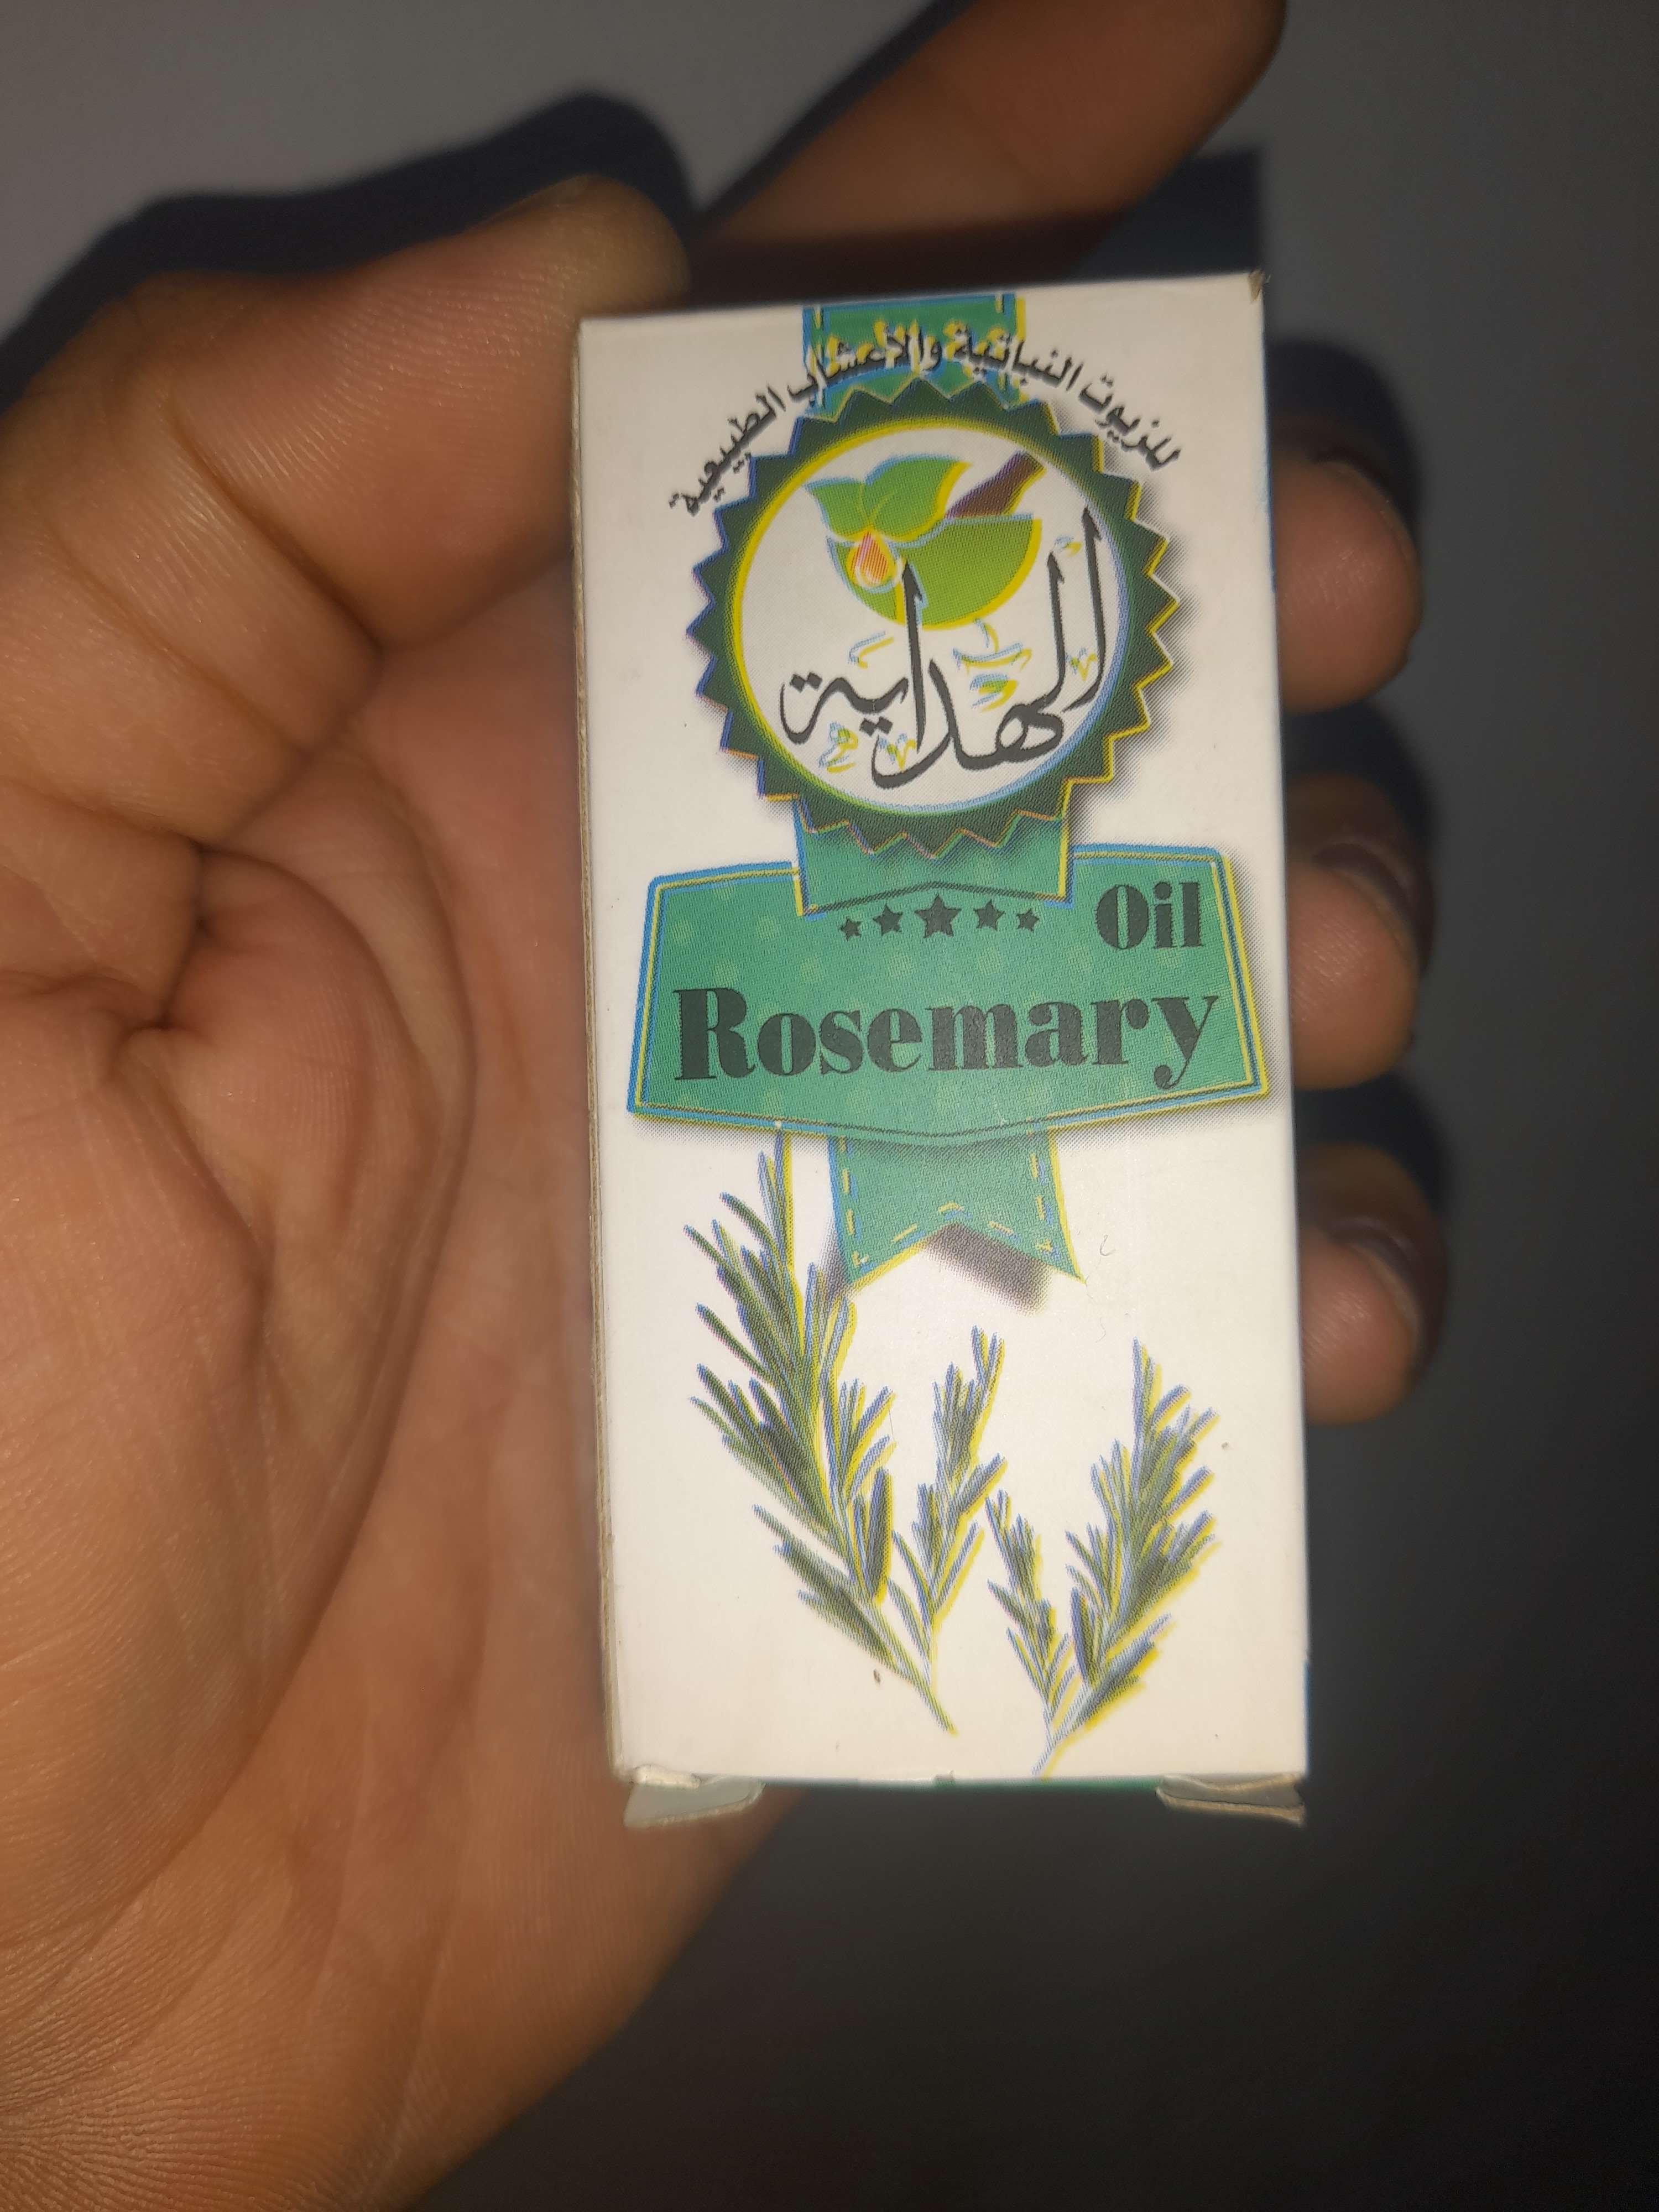 للزيوت النباتية والأعشاب الطبيعية
الهداية
Oil
Rosemary